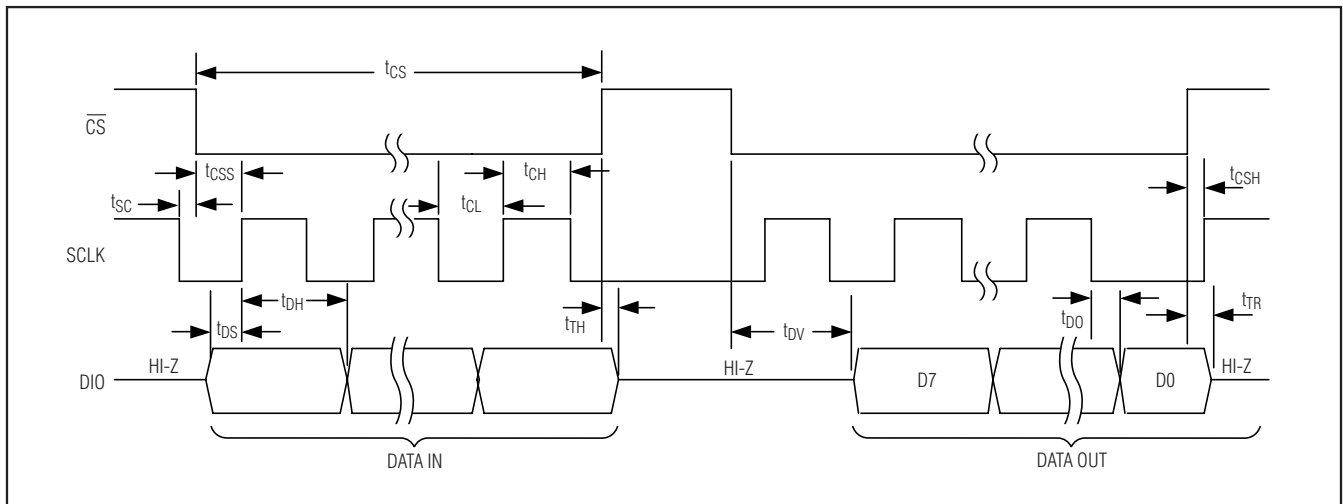 tCS
CS
tCSS
tCH
tCSH
tSC
tCL
SCLK
tDH
tTH
tDO
tTR
tDS
tDV
HI-Z
HI-Z
HI-Z
DIO
D7
D0
DATA IN
DATA OUT